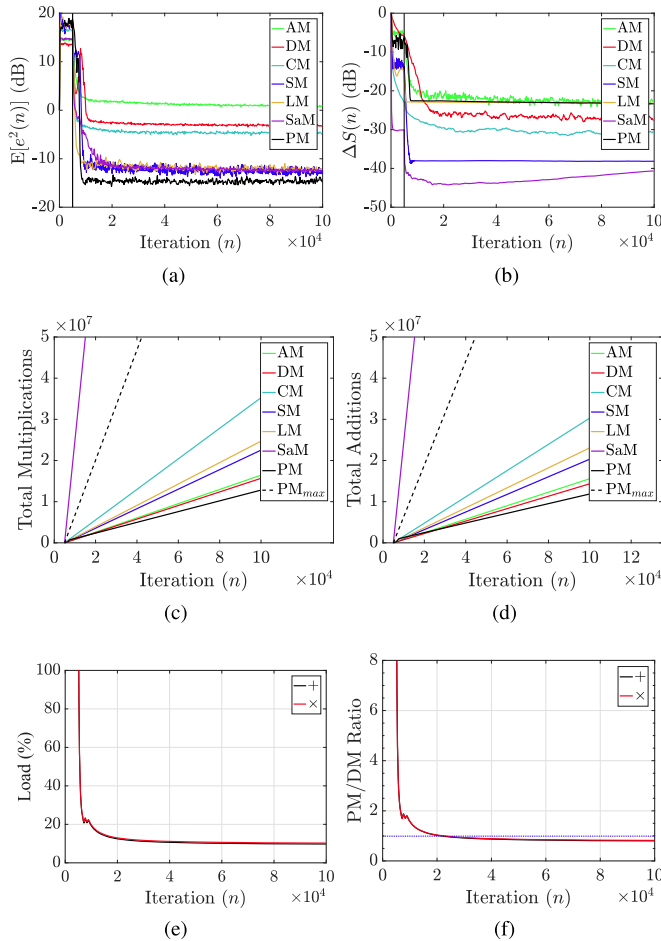 20
10
0
-10
-20
E[e²(n)] (dB)
AM
DM
CM
SM
LM
SaM
PM
0 2 4 6 8 10
Iteration (n) ×10⁴
(a)
0
-10
-20
-30
-40
-50
ΔS(n) (dB)
AM
DM
CM
SM
LM
SaM
PM
0 2 4 6 8 10
Iteration (n) ×10⁴
(b)
×10⁷
5
4
3
2
1
0
Total Multiplications
AM
DM
CM
SM
LM
SaM
PM
PMmax
2 4 6 8 10 12
Iteration (n) ×10⁴
(c)
×10⁷
5
4
3
2
1
0
Total Additions
AM
DM
CM
SM
LM
SaM
PM
PMmax
2 4 6 8 10 12
Iteration (n) ×10⁴
(d)
100
80
60
40
20
0
Load (%)
+
×
0 2 4 6 8 10
Iteration (n) ×10⁴
(e)
8
6
4
2
0
PM/DM Ratio
+
×
0 2 4 6 8 10
Iteration (n) ×10⁴
(f)